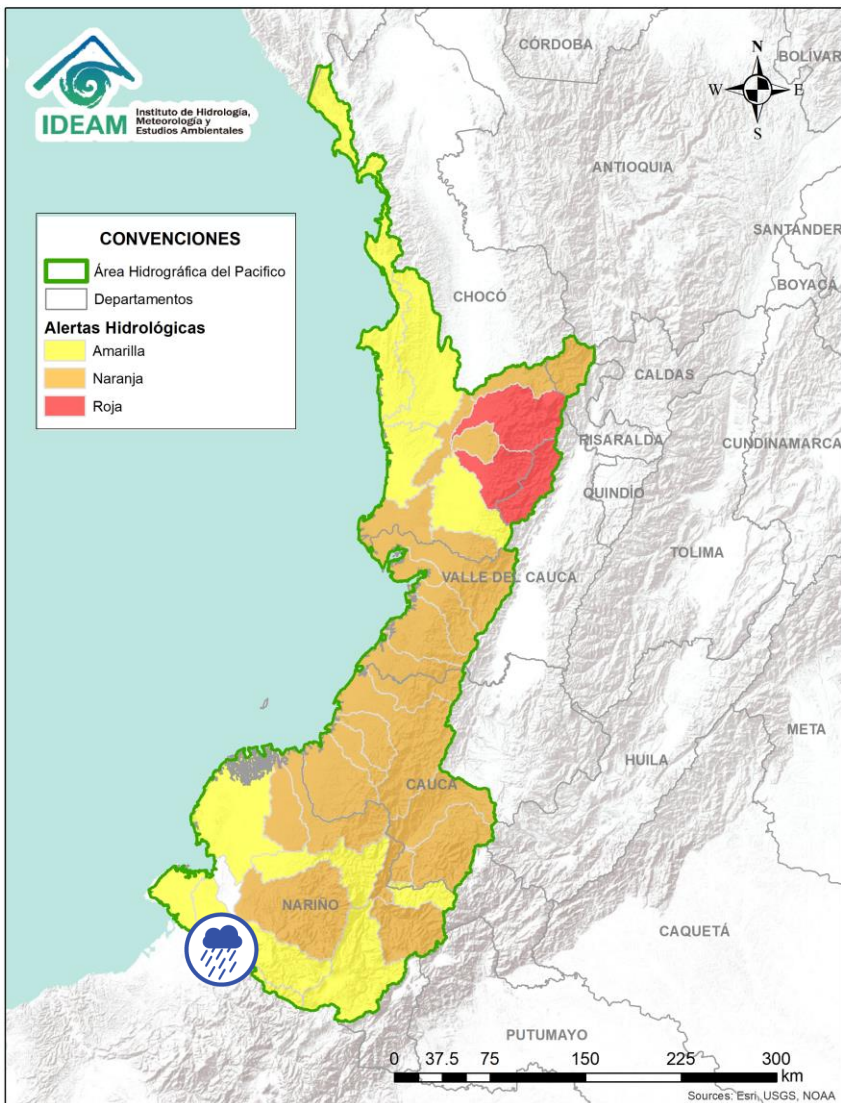 IDEAM
Instituto de Hidrología,
Meteorología y
Estudios Ambientales
CÓRDOBA
BOLÍVAR
N
W
E
S
ANTIOQUIA
SANTANDER
BOYACÁ
CONVENCIONES
Área Hidrográfica del Pacifico
Departamentos
Alertas Hidrológicas
Amarilla
Naranja
Roja
CHOCÓ
CALDAS
RISARALDA
CUNDINAMARCA
QUINDÍO
TOLIMA
VALLE DEL CAUCA
META
HUILA
CAUCA
NARIÑO
CAQUETÁ
PUTUMAYO
0 37.5 75 150 225 300
km
Sources: Esri, USGS, NOAA